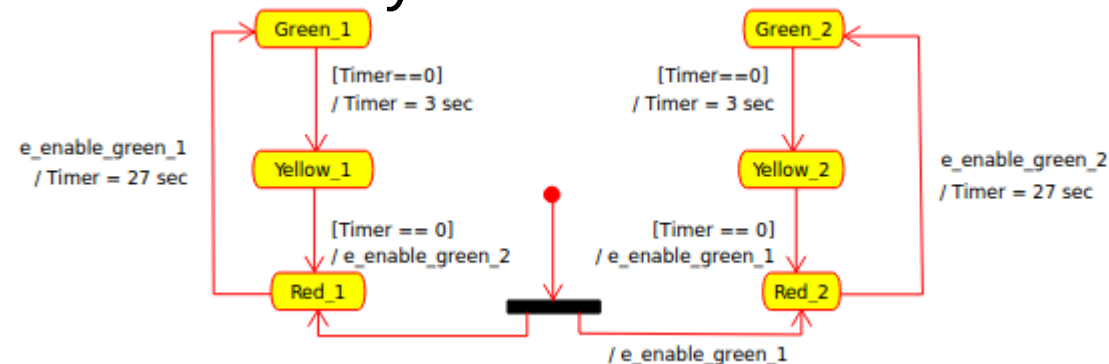 y
Green_1
Green_2
[Timer==0]
/ Timer = 3 sec
[Timer==0]
/ Timer = 3 sec
e_enable_green_1
/ Timer = 27 sec
Yellow_1
Yellow_2
e_enable_green_2
/ Timer = 27 sec
[Timer == 0]
/ e_enable_green_2
[Timer == 0]
/ e_enable_green_1
Red_1
Red_2
/ e_enable_green_1